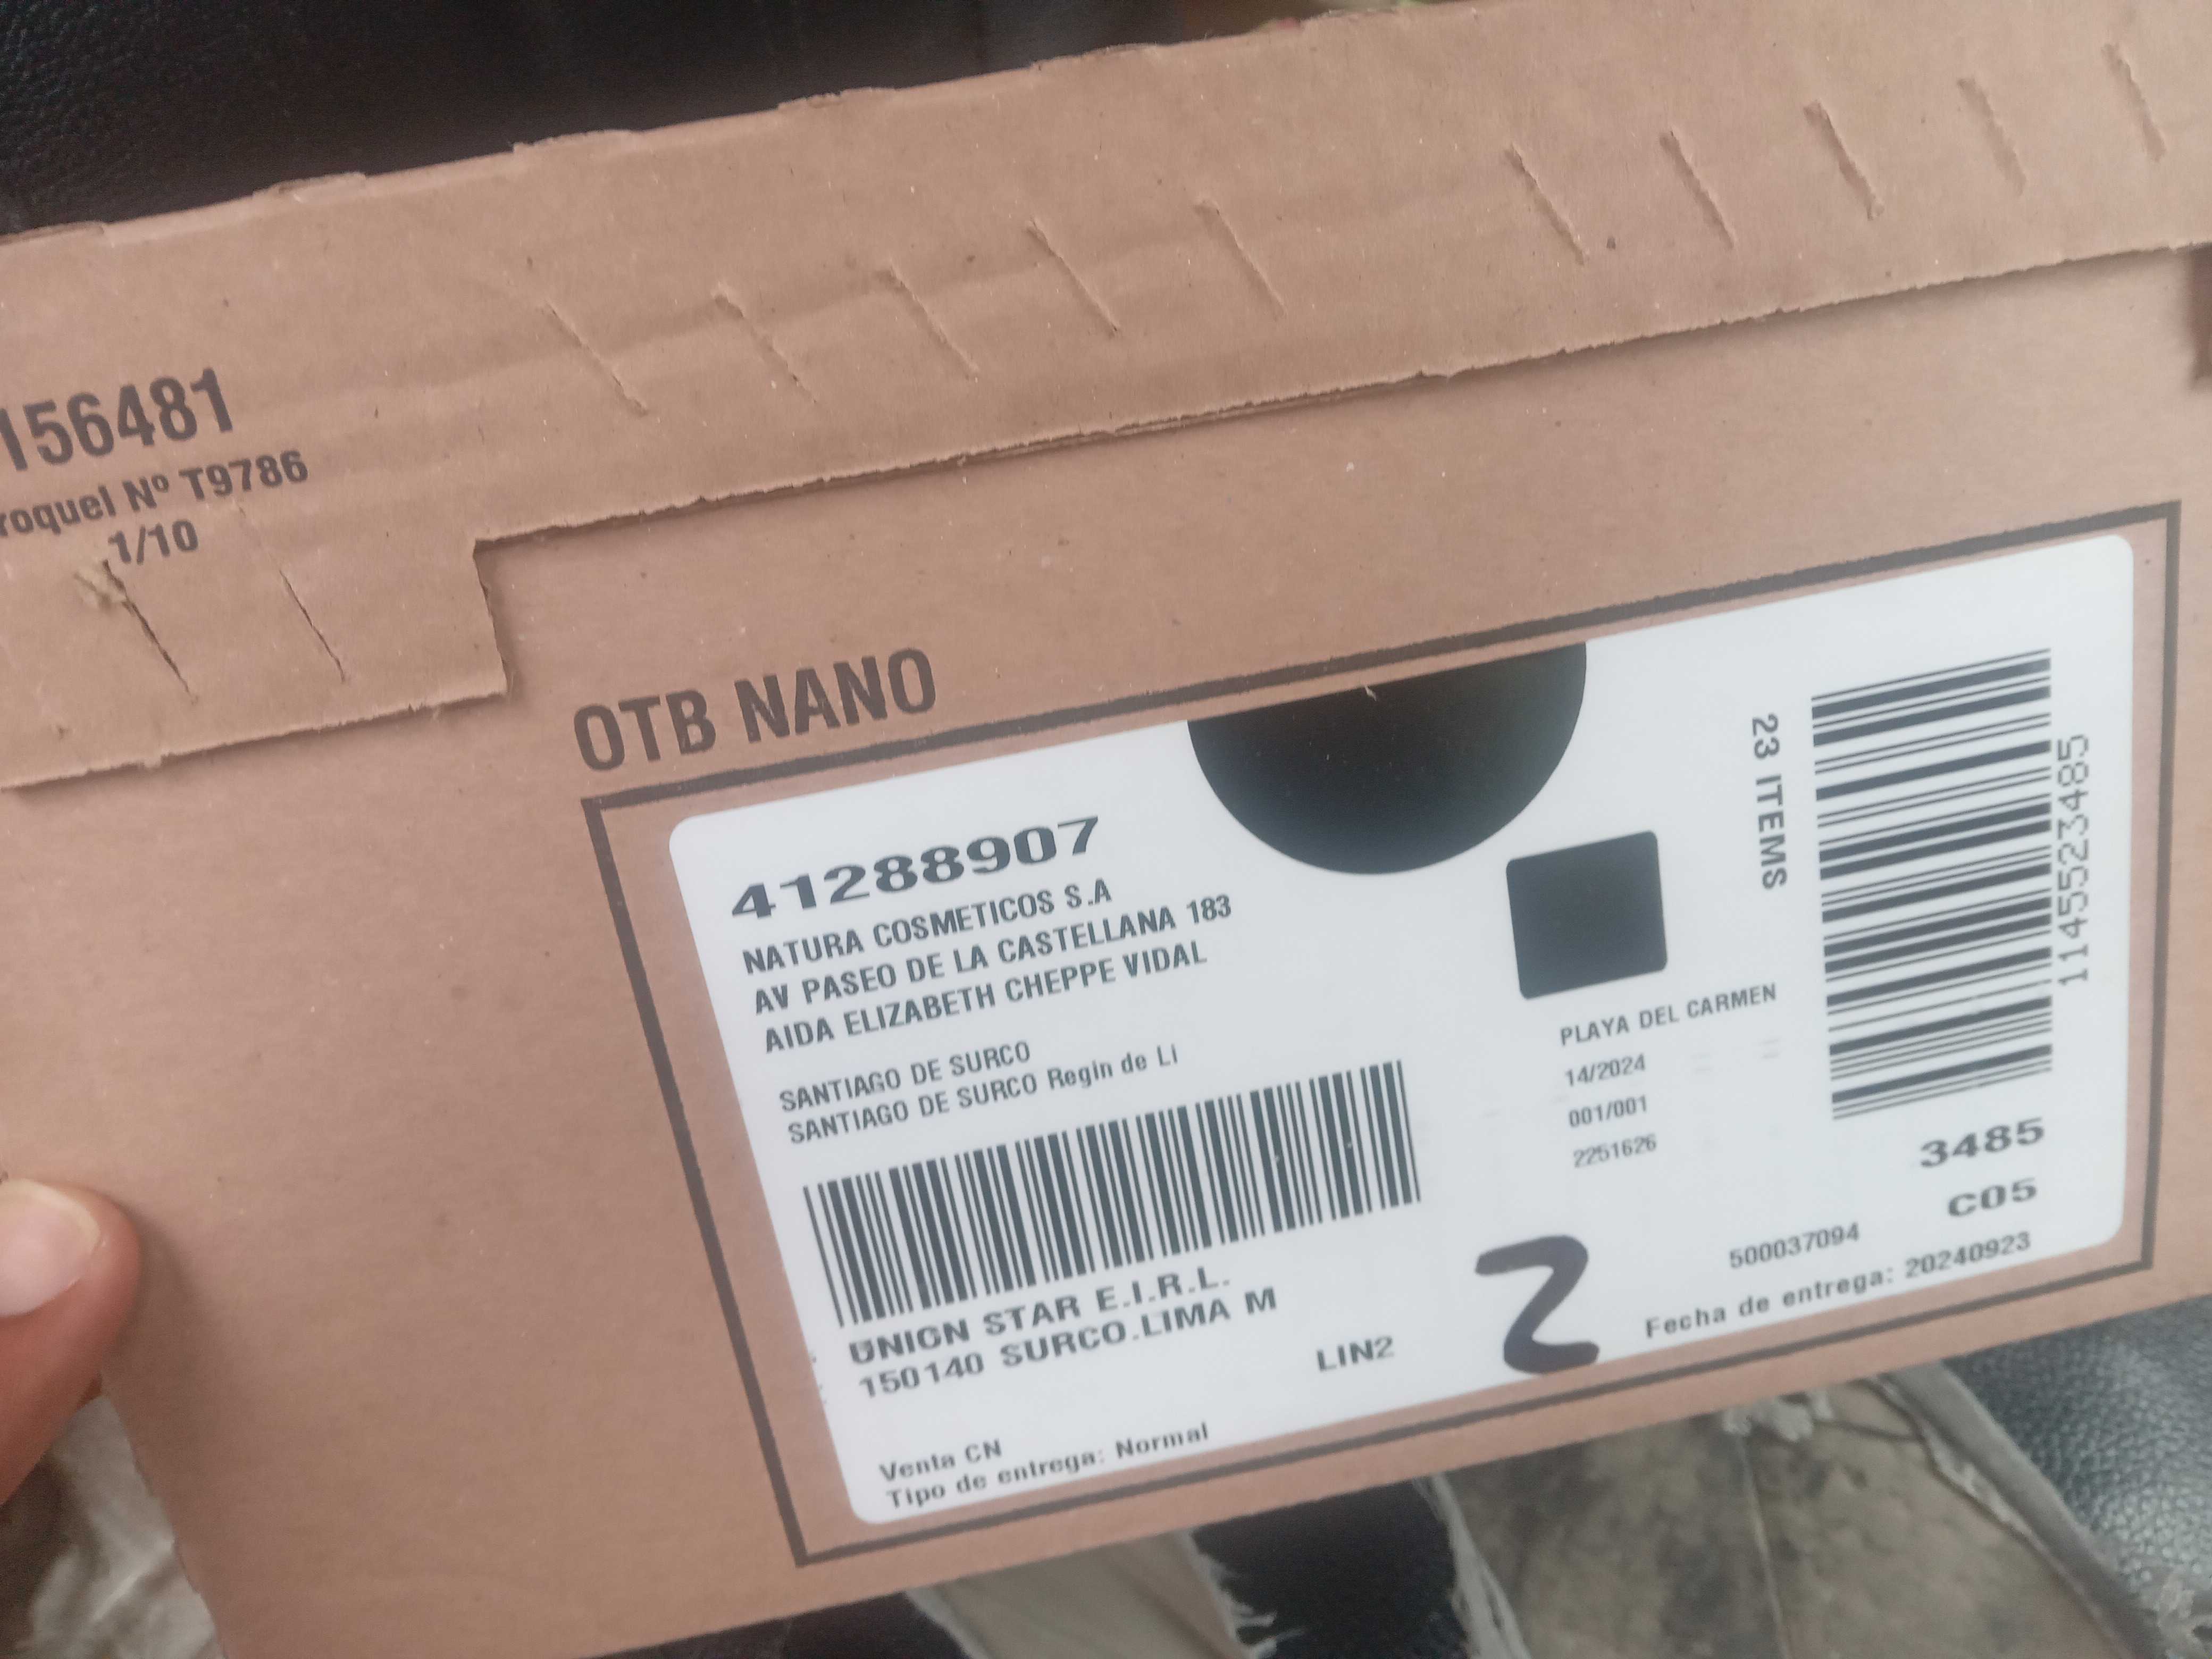 156481
roquel Nº T9786
1/10
OTB NANO
41288907
NATURA COSMETICOS S.A
AV PASEO DE LA CASTELLANA 183
AIDA ELIZABETH CHEPPE VIDAL
SANTIAGO DE SURCO
SANTIAGO DE SURCO Regin de Li
UNION STAR E.I.R.L.
150140 SURCO.LIMA M
LIN2
Venta CN
Tipo de entrega: Normal
23 ITEMS
1145523485
PLAYA DEL CARMEN
14/2024
001/001
2251626
3485
C05
500037094
Fecha de entrega: 20240923
2